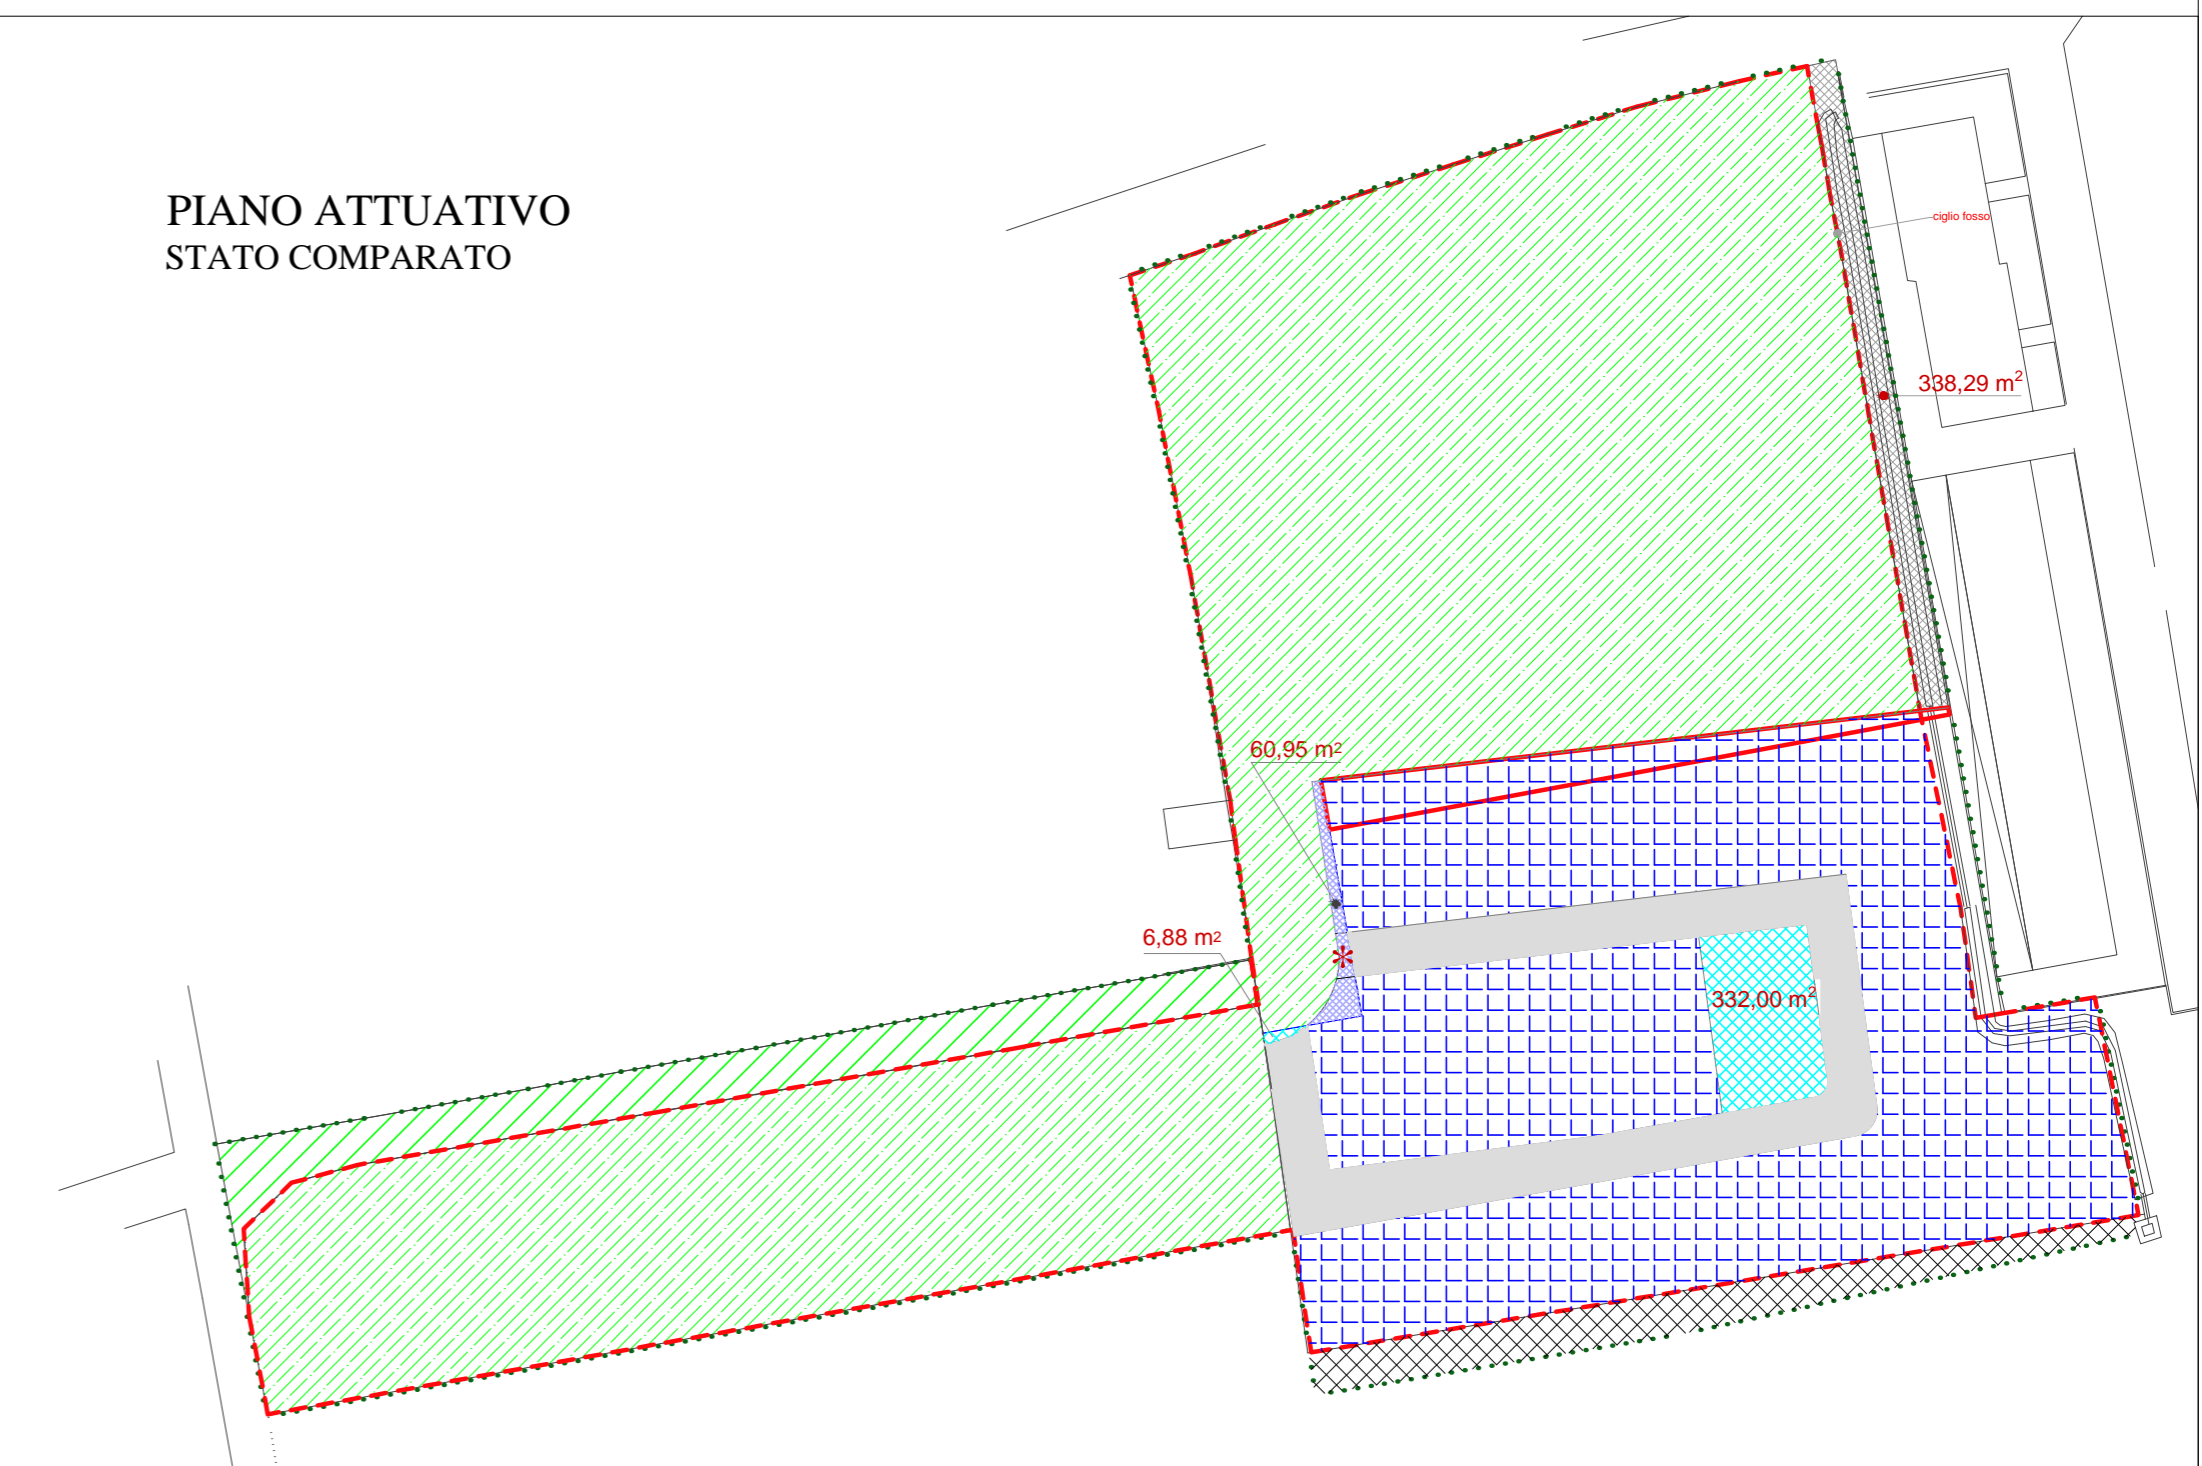 PIANO ATTUATIVO
STATO COMPARATO
ciglio fosso
338,29 m²
60,95 m²
6,88 m²
332,00 m²